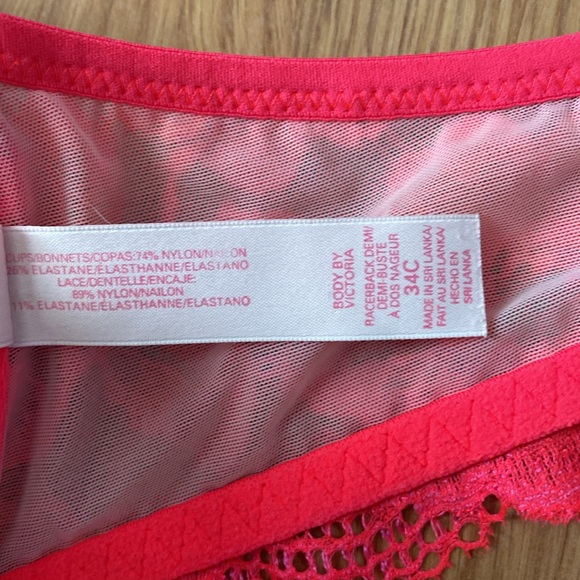 CUPS/BONNETS/COPAS:74% NYLON/NAILON
26% ELASTANE/ÉLASTHANNE/ELASTANO
LACE/DENTELLE/ENCAJE:
89% NYLON/NAILON
11% ELASTANE/ÉLASTHANNE/ELASTANO
BODY BY
VICTORIA
RACERBACK DEMI/
DEMI-BUSTE
À DOS NAGEUR
34C
MADE IN SRI LANKA/
FAIT AU SRI LANKA/
HECHO EN
SRI LANKA